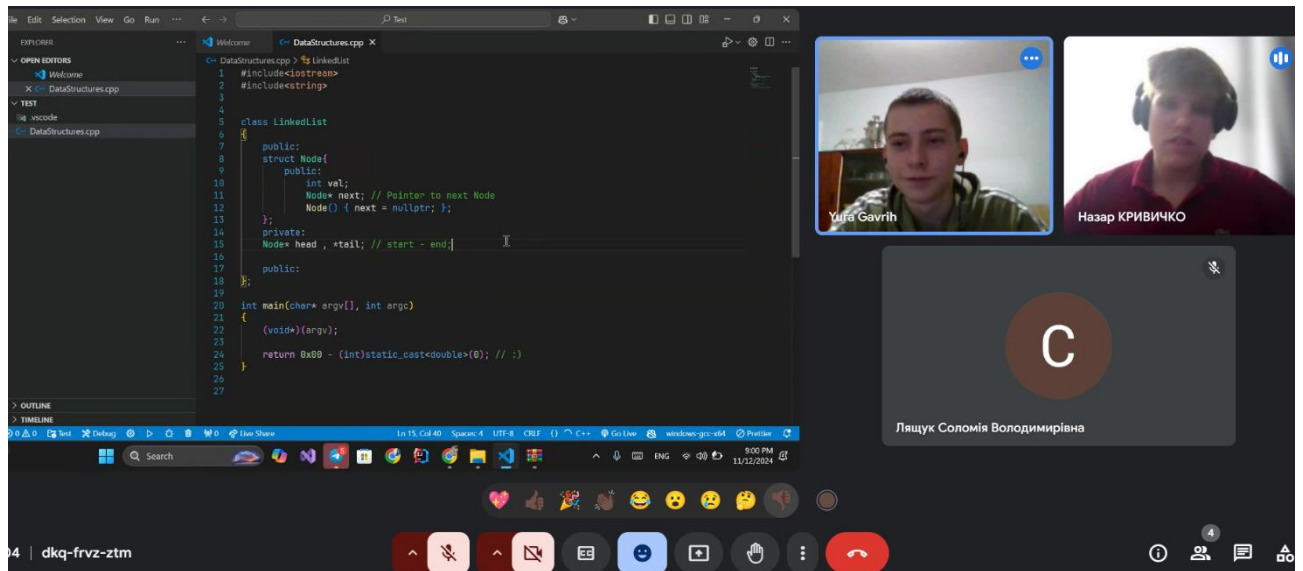 File Edit Selection View Go Run ··· Test
EXPLORER ···
OPEN EDITORS
Welcome
DataStructures.cpp
TEST
.vscode
DataStructures.cpp
OUTLINE
TIMELINE
Welcome DataStructures.cpp
DataStructures.cpp > LinkedList
1 #include<iostream>
2 #include<string>
3
4
5 class LinkedList
6 {
7 public:
8 struct Node{
9 public:
10 int val;
11 Node* next; // Pointer to next Node
12 Node() { next = nullptr; };
13 };
14 private:
15 Node* head , *tail; // start - end;
16
17 public:
18 };
19
20 int main(char* argv[], int argc)
21 {
22 (void*)(argv);
23
24 return 0x00 - (int)static_cast<double>(0); // :)
25 }
26
27
0 0 Test Debug 0 Live Share Ln 15, Col 40 Spaces: 4 UTF-8 CRLF {} C++ Go Live windows-gcc-x64 Prettier
Search ENG 9:00 PM
11/12/2024
Yura Gavrih
Назар КРИВИЧКО
С
Лящук Соломія Володимирівна
04 | dkq-frvz-ztm
CC
4